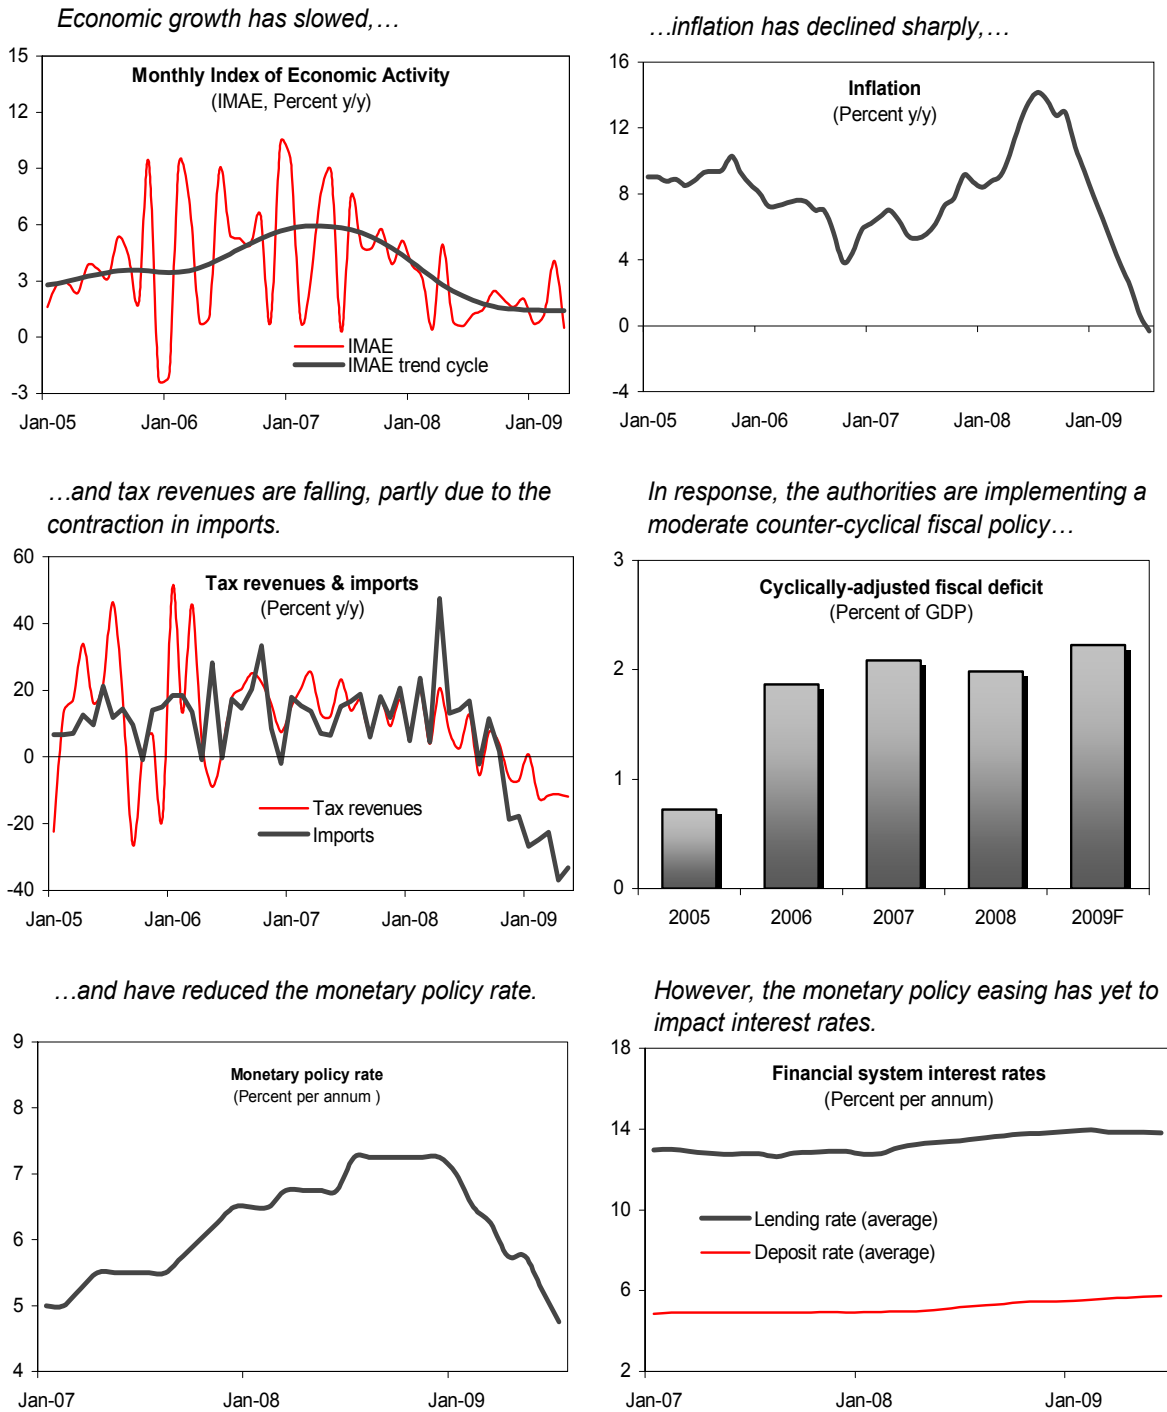 Economic growth has slowed,…
15
12
9
6
3
0
-3
Monthly Index of Economic Activity
(IMAE, Percent y/y)
IMAE
IMAE trend cycle
Jan-05 Jan-06 Jan-07 Jan-08 Jan-09
…inflation has declined sharply,…
16
12
8
4
0
-4
Inflation
(Percent y/y)
Jan-05 Jan-06 Jan-07 Jan-08 Jan-09
…and tax revenues are falling, partly due to the
contraction in imports.
60
40
20
0
-20
-40
Tax revenues & imports
(Percent y/y)
Tax revenues
Imports
Jan-05 Jan-06 Jan-07 Jan-08 Jan-09
In response, the authorities are implementing a
moderate counter-cyclical fiscal policy…
3
2
1
0
Cyclically-adjusted fiscal deficit
(Percent of GDP)
2005 2006 2007 2008 2009F
…and have reduced the monetary policy rate.
9
8
7
6
5
4
Monetary policy rate
(Percent per annum )
Jan-07 Jan-08 Jan-09
However, the monetary policy easing has yet to
impact interest rates.
18
14
10
6
2
Financial system interest rates
(Percent per annum)
Lending rate (average)
Deposit rate (average)
Jan-07 Jan-08 Jan-09